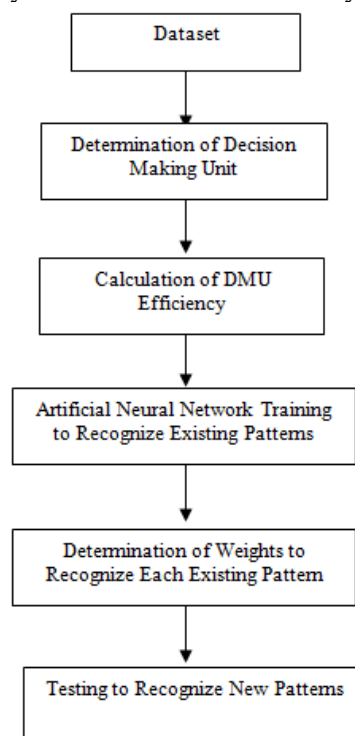 Dataset
Determination of Decision
Making Unit
Calculation of DMU
Efficiency
Artificial Neural Network Training
to Recognize Existing Patterns
Determination of Weights to
Recognize Each Existing Pattern
Testing to Recognize New Patterns